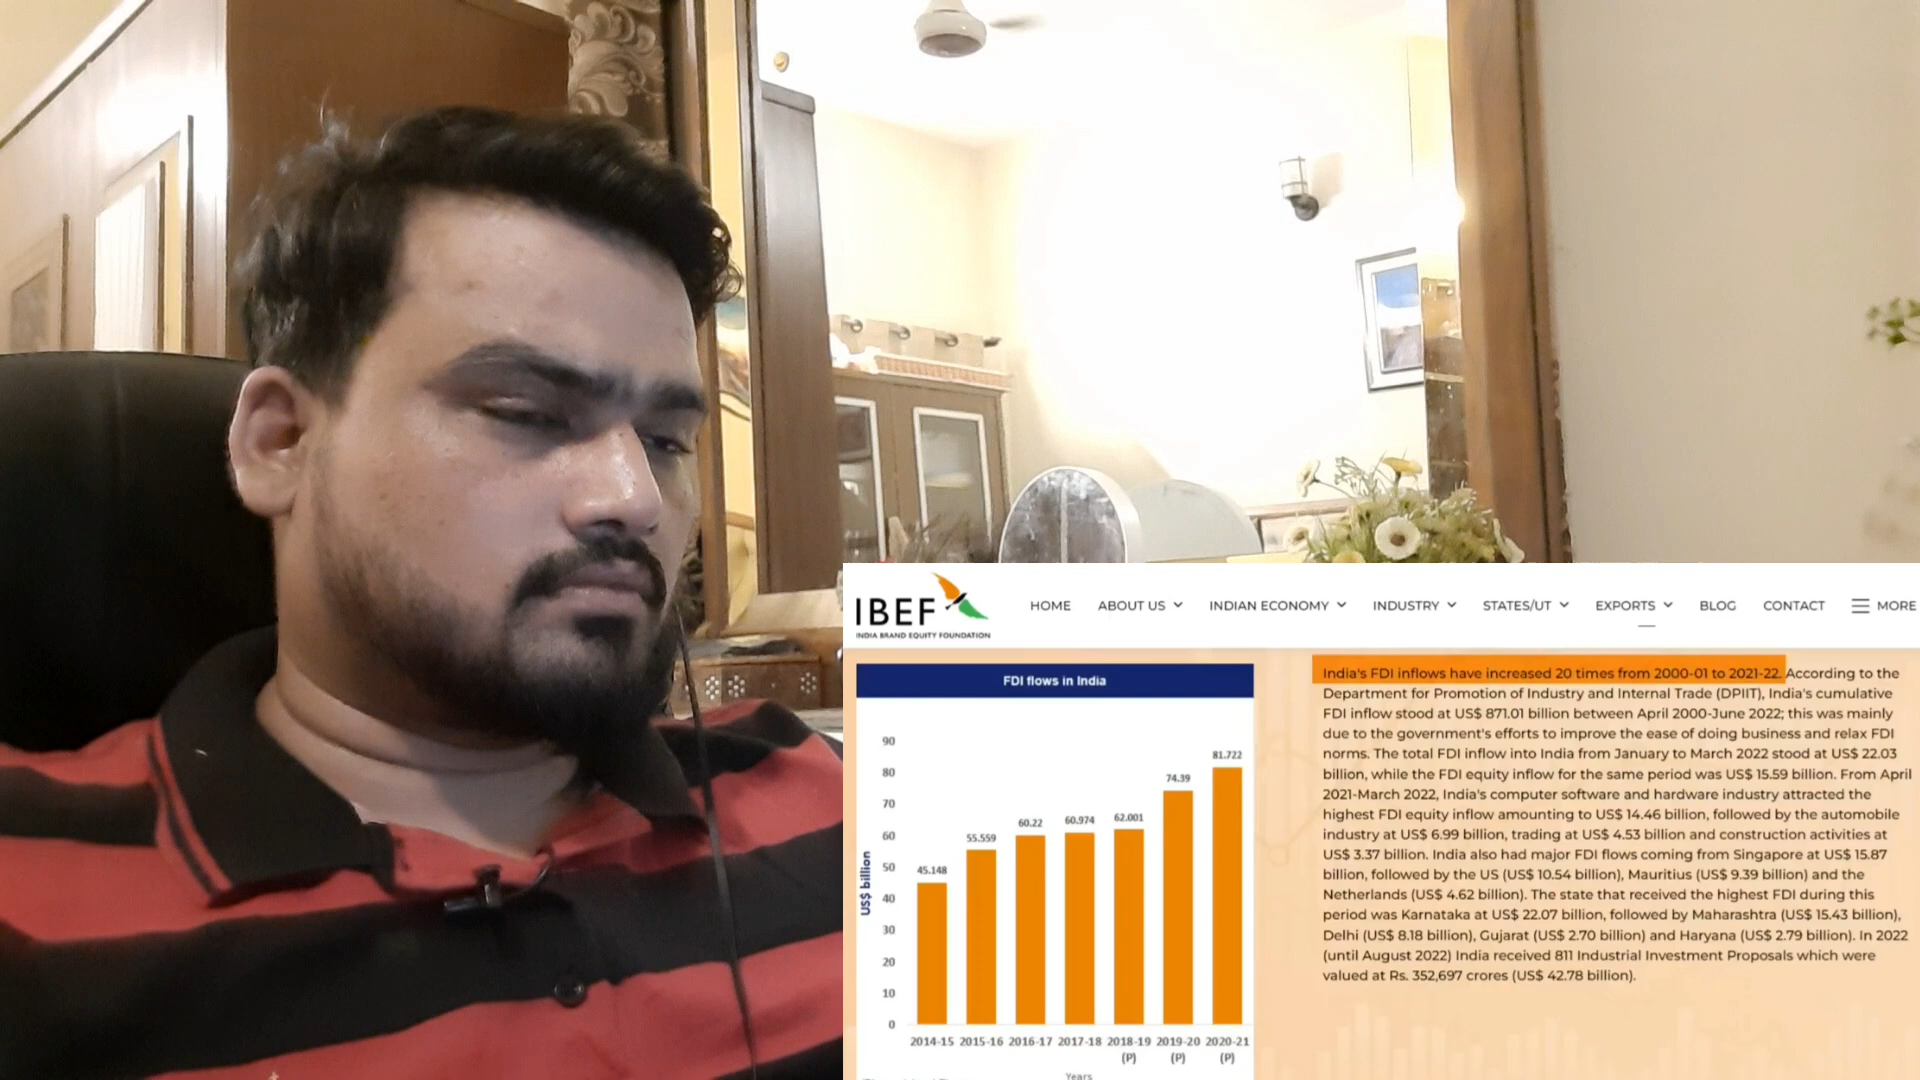 IBEF
INDIA BRAND EQUITY FOUNDATION
HOME ABOUT US INDIAN ECONOMY INDUSTRY STATES/UT EXPORTS BLOG CONTACT MORE
FDI flows in India
90
80
70
60
50
40
30
20
10
0
US$ billion
45.148
55.559
60.22
60.974
62.001
74.39
81.722
2014-15 2015-16 2016-17 2017-18 2018-19 2019-20 2020-21
(P) (P) (P)
Years
India's FDI inflows have increased 20 times from 2000-01 to 2021-22. According to the
Department for Promotion of Industry and Internal Trade (DPIIT), India's cumulative
FDI inflow stood at US$ 871.01 billion between April 2000-June 2022; this was mainly
due to the government's efforts to improve the ease of doing business and relax FDI
norms. The total FDI inflow into India from January to March 2022 stood at US$ 22.03
billion, while the FDI equity inflow for the same period was US$ 15.59 billion. From April
2021-March 2022, India's computer software and hardware industry attracted the
highest FDI equity inflow amounting to US$ 14.46 billion, followed by the automobile
industry at US$ 6.99 billion, trading at US$ 4.53 billion and construction activities at
US$ 3.37 billion. India also had major FDI flows coming from Singapore at US$ 15.87
billion, followed by the US (US$ 10.54 billion), Mauritius (US$ 9.39 billion) and the
Netherlands (US$ 4.62 billion). The state that received the highest FDI during this
period was Karnataka at US$ 22.07 billion, followed by Maharashtra (US$ 15.43 billion),
Delhi (US$ 8.18 billion), Gujarat (US$ 2.70 billion) and Haryana (US$ 2.79 billion). In 2022
(until August 2022) India received 811 Industrial Investment Proposals which were
valued at Rs. 352,697 crores (US$ 42.78 billion).